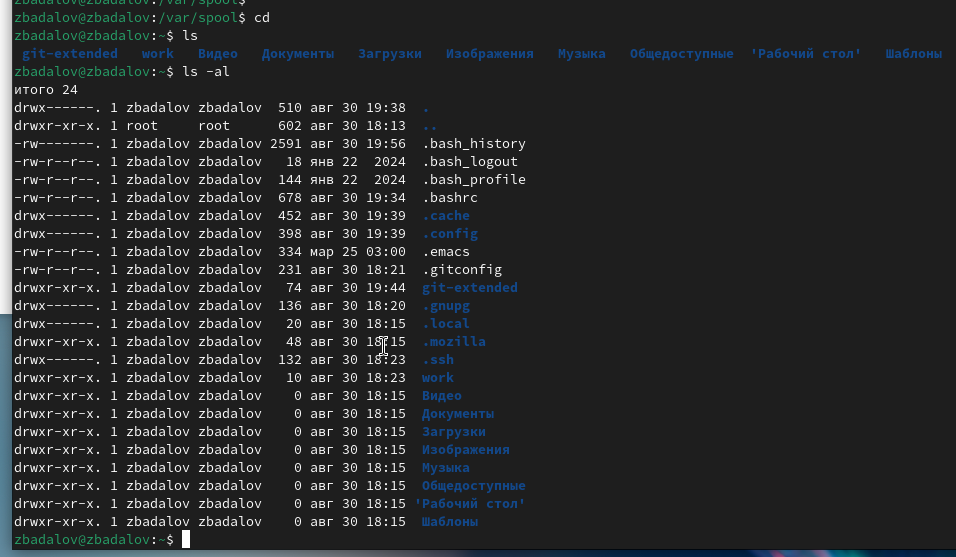 zbadalov@zbadalov:/var/spool$
zbadalov@zbadalov:/var/spool$ cd
zbadalov@zbadalov:~$ ls
git-extended work Видео Документы Загрузки Изображения Музыка Общедоступные 'Рабочий стол' Шаблоны
zbadalov@zbadalov:~$ ls -al
итого 24
drwx------. 1 zbadalov zbadalov 510 авг 30 19:38 .
drwxr-xr-x. 1 root root 602 авг 30 18:13 ..
-rw-------. 1 zbadalov zbadalov 2591 авг 30 19:56 .bash_history
-rw-r--r--. 1 zbadalov zbadalov 18 янв 22 2024 .bash_logout
-rw-r--r--. 1 zbadalov zbadalov 144 янв 22 2024 .bash_profile
-rw-r--r--. 1 zbadalov zbadalov 678 авг 30 19:34 .bashrc
drwx------. 1 zbadalov zbadalov 452 авг 30 19:39 .cache
drwx------. 1 zbadalov zbadalov 398 авг 30 19:39 .config
-rw-r--r--. 1 zbadalov zbadalov 334 мар 25 03:00 .emacs
-rw-r--r--. 1 zbadalov zbadalov 231 авг 30 18:21 .gitconfig
drwxr-xr-x. 1 zbadalov zbadalov 74 авг 30 19:44 git-extended
drwx------. 1 zbadalov zbadalov 136 авг 30 18:20 .gnupg
drwx------. 1 zbadalov zbadalov 20 авг 30 18:15 .local
drwxr-xr-x. 1 zbadalov zbadalov 48 авг 30 18:15 .mozilla
drwx------. 1 zbadalov zbadalov 132 авг 30 18:23 .ssh
drwxr-xr-x. 1 zbadalov zbadalov 10 авг 30 18:23 work
drwxr-xr-x. 1 zbadalov zbadalov 0 авг 30 18:15 Видео
drwxr-xr-x. 1 zbadalov zbadalov 0 авг 30 18:15 Документы
drwxr-xr-x. 1 zbadalov zbadalov 0 авг 30 18:15 Загрузки
drwxr-xr-x. 1 zbadalov zbadalov 0 авг 30 18:15 Изображения
drwxr-xr-x. 1 zbadalov zbadalov 0 авг 30 18:15 Музыка
drwxr-xr-x. 1 zbadalov zbadalov 0 авг 30 18:15 Общедоступные
drwxr-xr-x. 1 zbadalov zbadalov 0 авг 30 18:15 'Рабочий стол'
drwxr-xr-x. 1 zbadalov zbadalov 0 авг 30 18:15 Шаблоны
zbadalov@zbadalov:~$